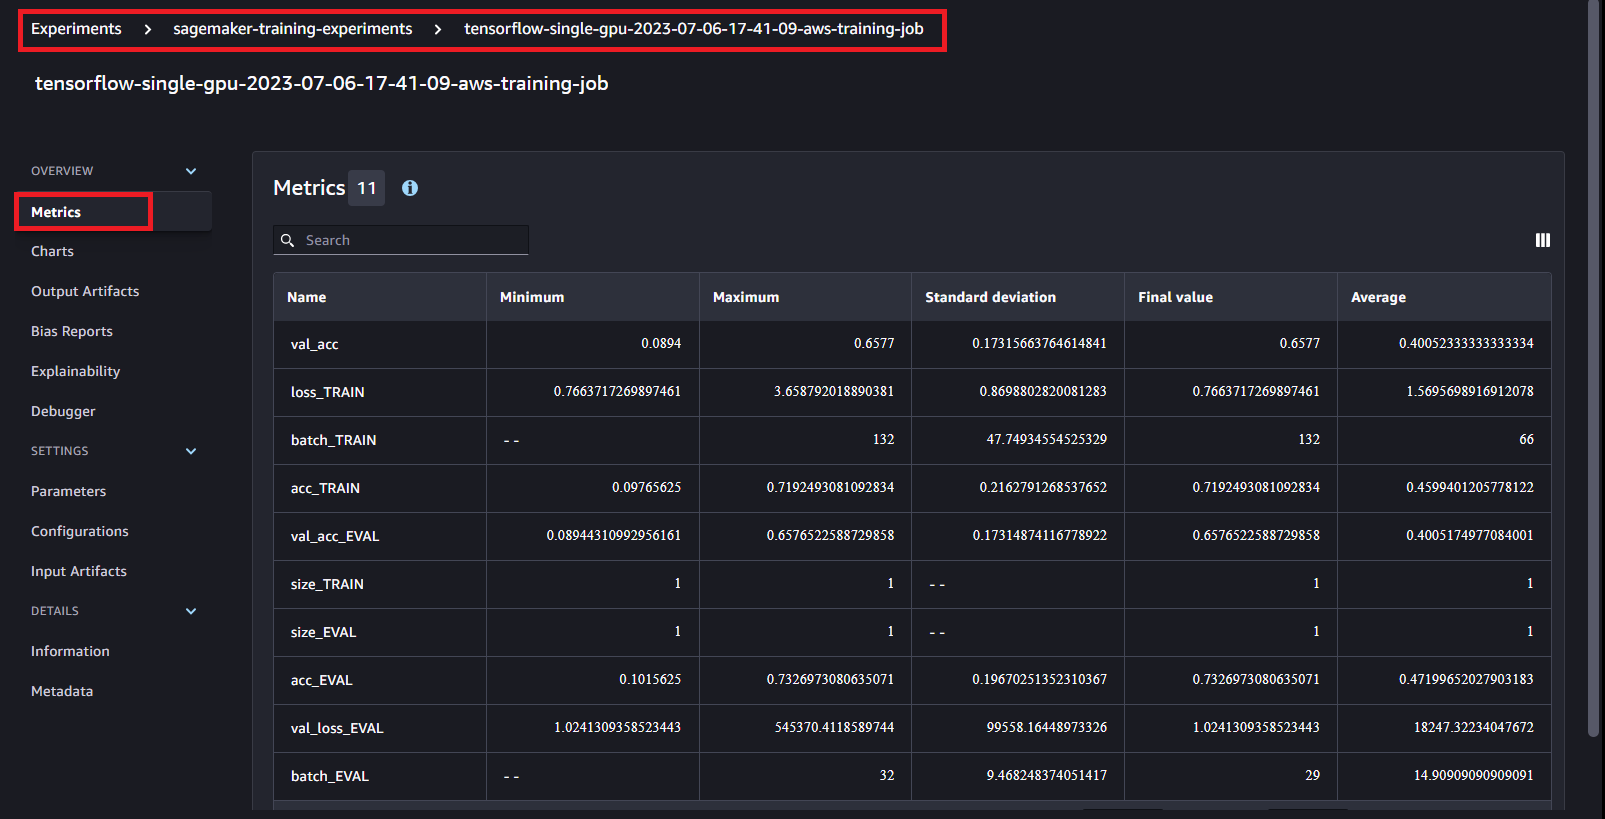 Experiments > sagemaker-training-experiments > tensorflow-single-gpu-2023-07-06-17-41-09-aws-training-job
tensorflow-single-gpu-2023-07-06-17-41-09-aws-training-job
OVERVIEW
Metrics
Charts
Output Artifacts
Bias Reports
Explainability
Debugger
SETTINGS
Parameters
Configurations
Input Artifacts
DETAILS
Information
Metadata
Metrics 11
Search
Name Minimum Maximum Standard deviation Final value Average
val_acc 0.0894 0.6577 0.17315663764614841 0.6577 0.40052333333333334
loss_TRAIN 0.7663717269897461 3.658792018890381 0.8698802820081283 0.7663717269897461 1.5695698916912078
batch_TRAIN -- 132 47.74934554525329 132 66
acc_TRAIN 0.09765625 0.7192493081092834 0.2162791268537652 0.7192493081092834 0.4599401205778122
val_acc_EVAL 0.08944310992956161 0.6576522588729858 0.17314874116778922 0.6576522588729858 0.4005174977084001
size_TRAIN 1 1 -- 1 1
size_EVAL 1 1 -- 1 1
acc_EVAL 0.1015625 0.7326973080635071 0.19670251352310367 0.7326973080635071 0.47199652027903183
val_loss_EVAL 1.0241309358523443 545370.4118589744 99558.16448973326 1.0241309358523443 18247.32234047672
batch_EVAL -- 32 9.468248374051417 29 14.90909090909091